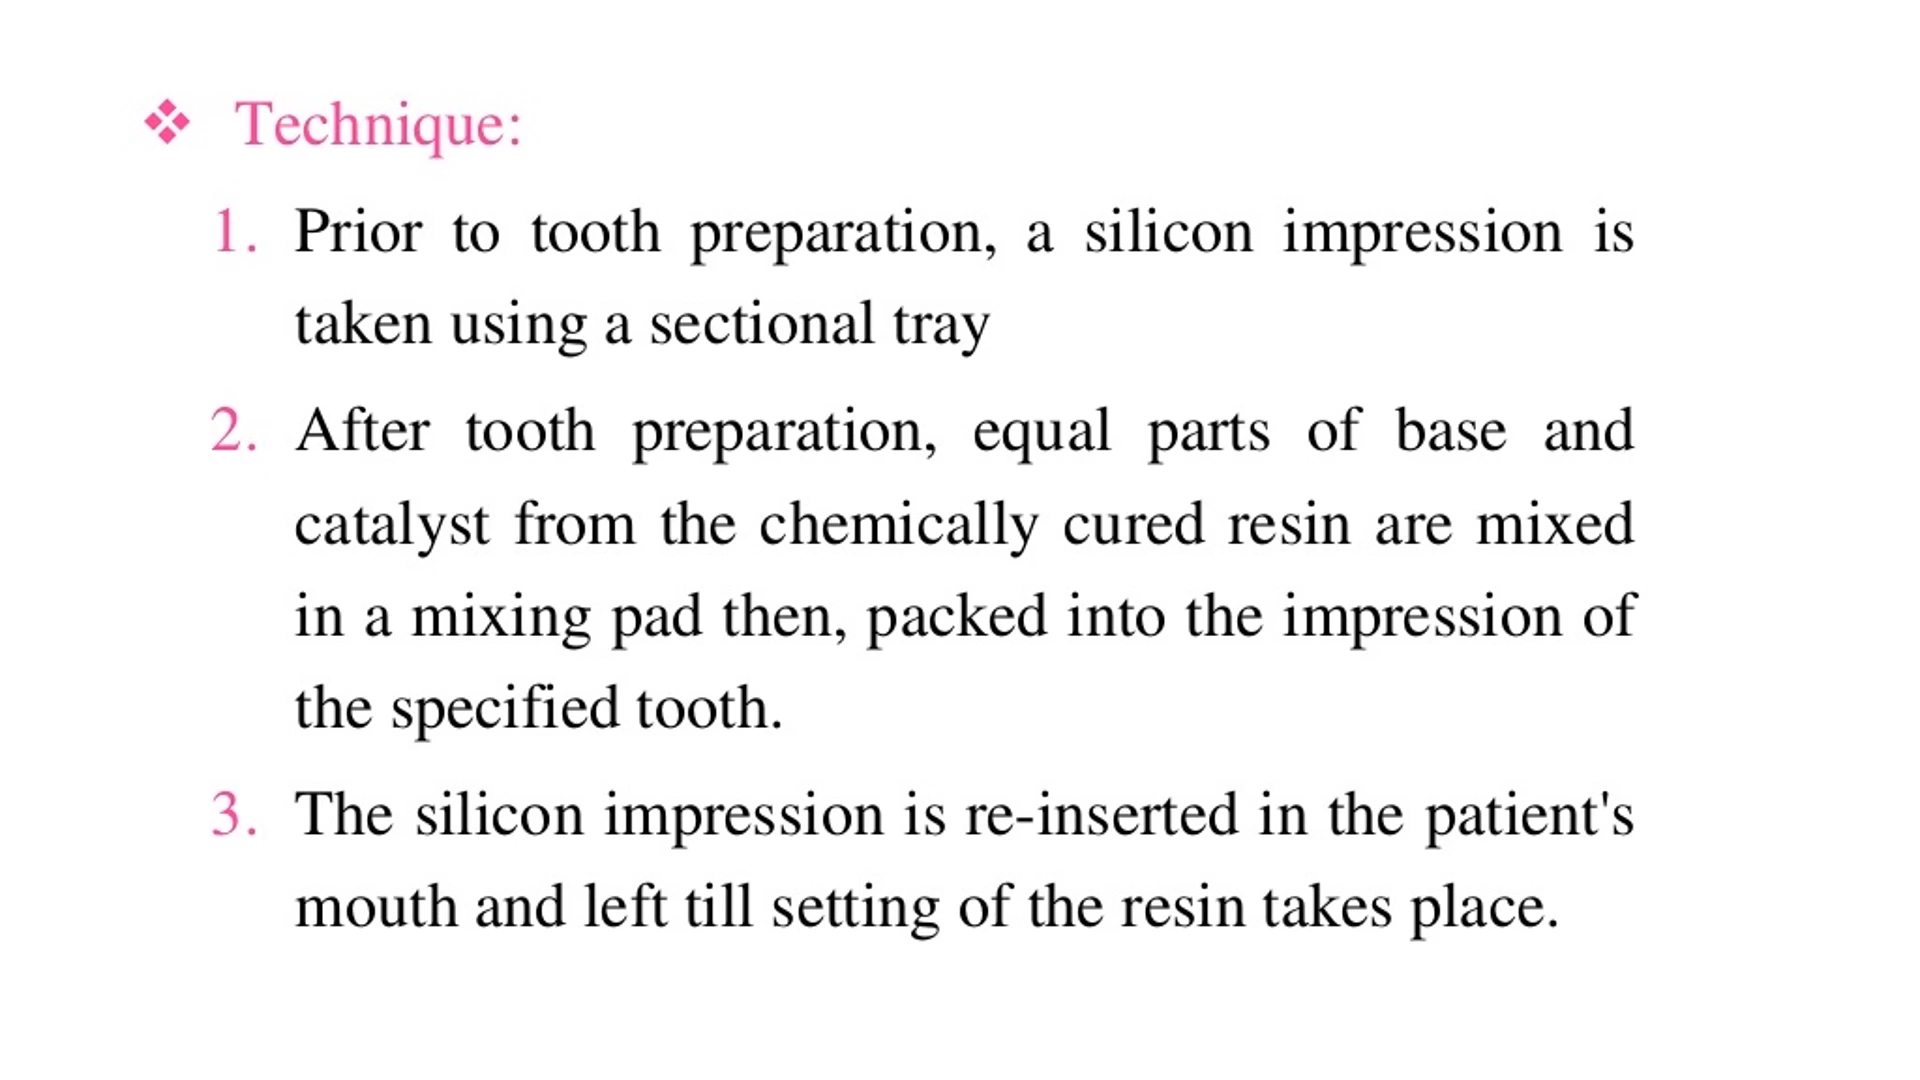 ❖ Technique:
1. Prior to tooth preparation, a silicon impression is
taken using a sectional tray
2. After tooth preparation, equal parts of base and
catalyst from the chemically cured resin are mixed
in a mixing pad then, packed into the impression of
the specified tooth.
3. The silicon impression is re-inserted in the patient's
mouth and left till setting of the resin takes place.